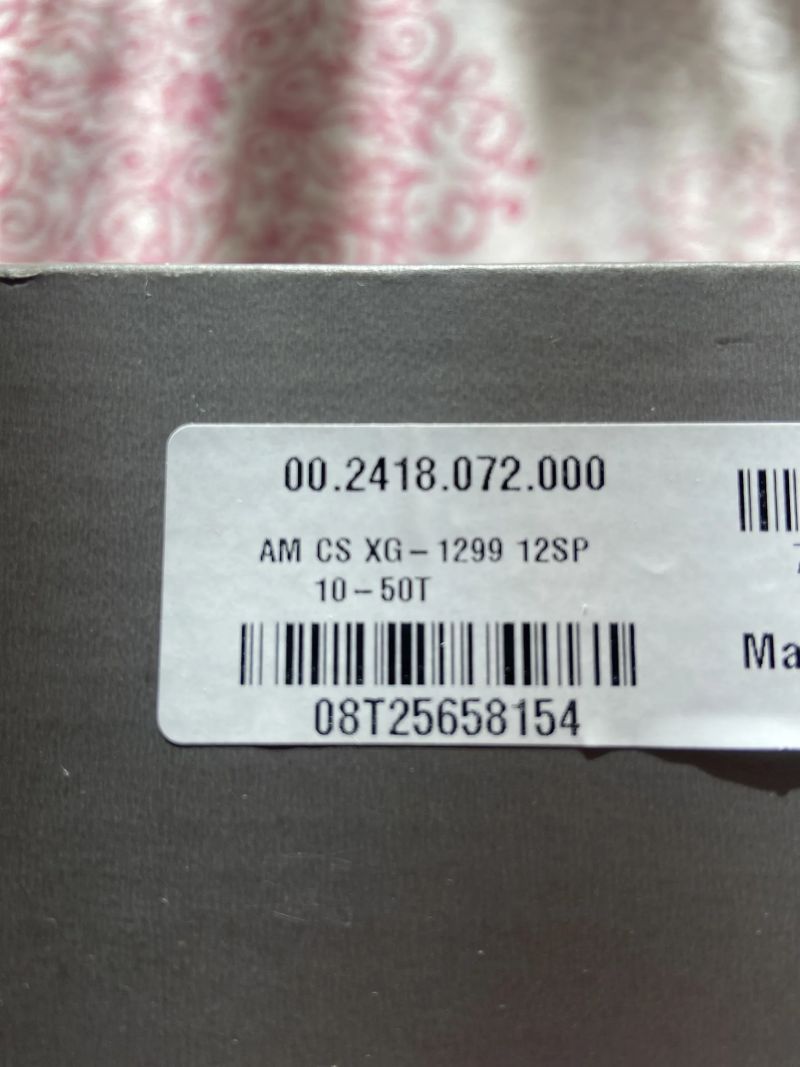 00.2418.072.000
AM CS XG-1299 12SP
10-50T
08T25658154
Ma